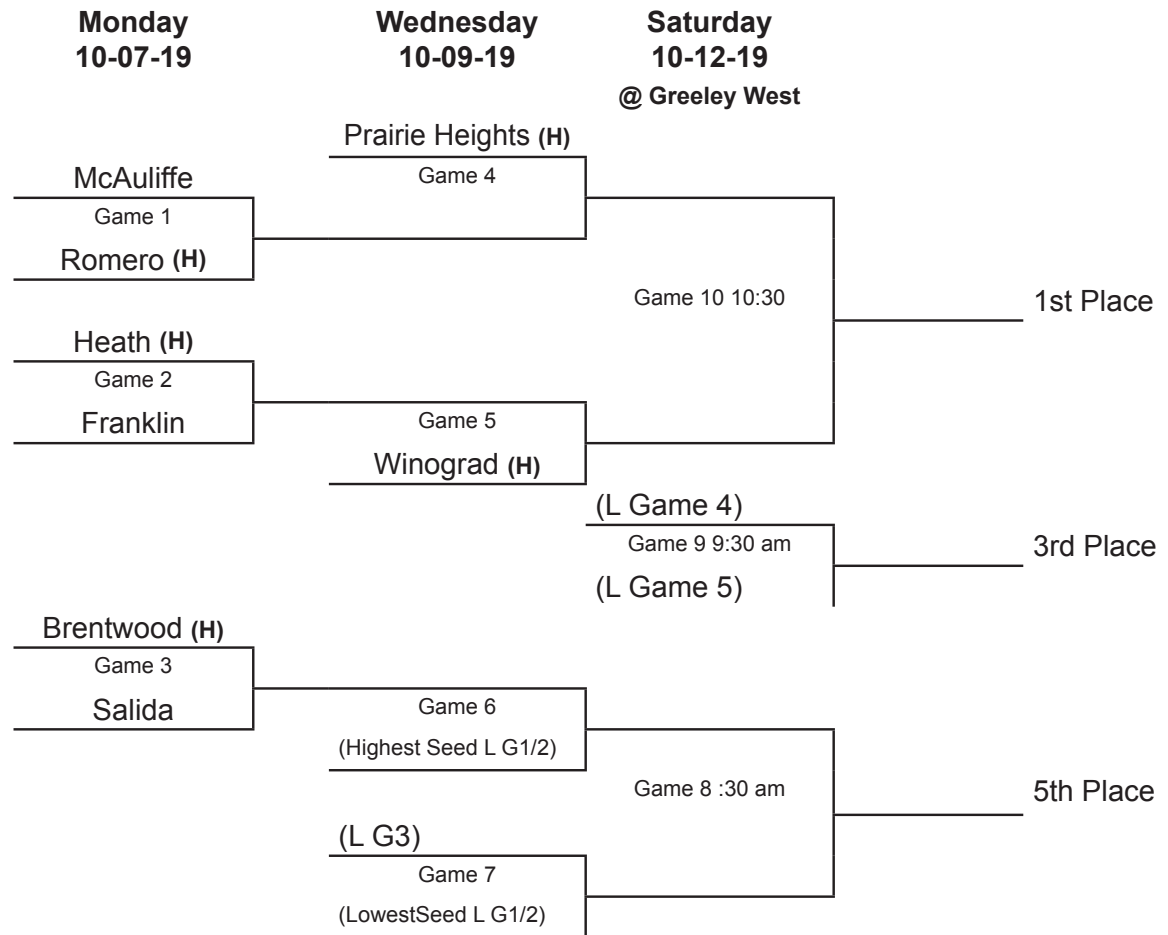 Monday Wednesday Saturday
10-07-19 10-09-19 10-12-19
@ Greeley West
Prairie Heights (H)
McAuliffe
Game 4
Game 1
Romero (H)
Game 10 10:30
1st Place
Heath (H)
Game 2
Franklin
Game 5
Winograd (H)
(L Game 4)
Game 9 9:30 am
3rd Place
(L Game 5)
Brentwood (H)
Game 3
Salida
Game 6
(Highest Seed L G1/2)
Game 8 :30 am
5th Place
(L G3)
Game 7
(LowestSeed L G1/2)